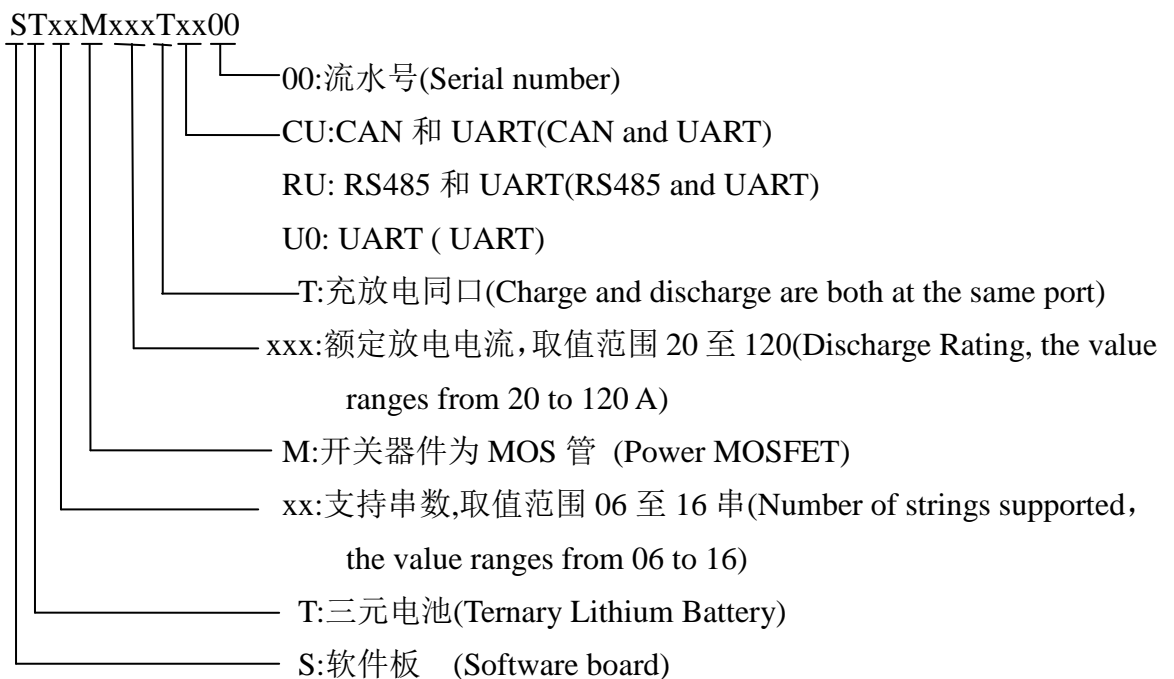 STxxMxxxTxx00
00:流水号(Serial number)
CU:CAN 和 UART(CAN and UART)
RU: RS485 和 UART(RS485 and UART)
U0: UART ( UART)
T:充放电同口(Charge and discharge are both at the same port)
xxx:额定放电电流,取值范围 20 至 120(Discharge Rating, the value
ranges from 20 to 120 A)
M:开关器件为 MOS 管 (Power MOSFET)
xx:支持串数,取值范围 06 至 16 串(Number of strings supported,
the value ranges from 06 to 16)
T:三元电池(Ternary Lithium Battery)
S:软件板 (Software board)